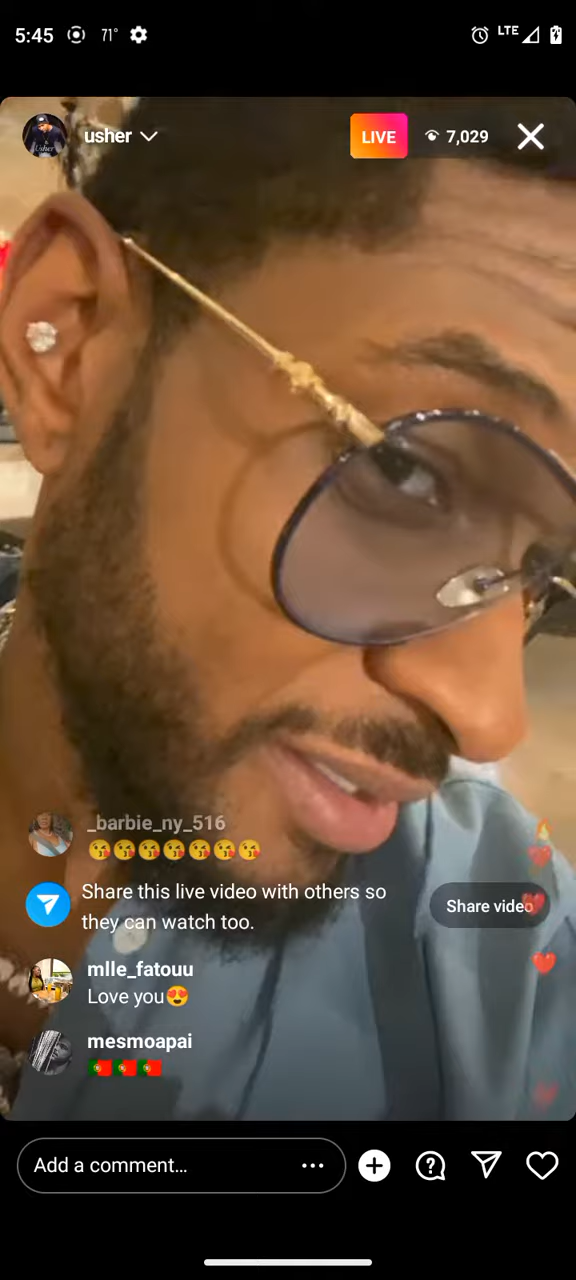 5:45 71° LTE
usher LIVE 7,029
_barbie_ny_516
😘😘😘😘😘😘😘
Share this live video with others so
they can watch too.
Share video
mlle_fatouu
Love you😍
mesmoapai
🇵🇹🇵🇹🇵🇹
Add a comment...